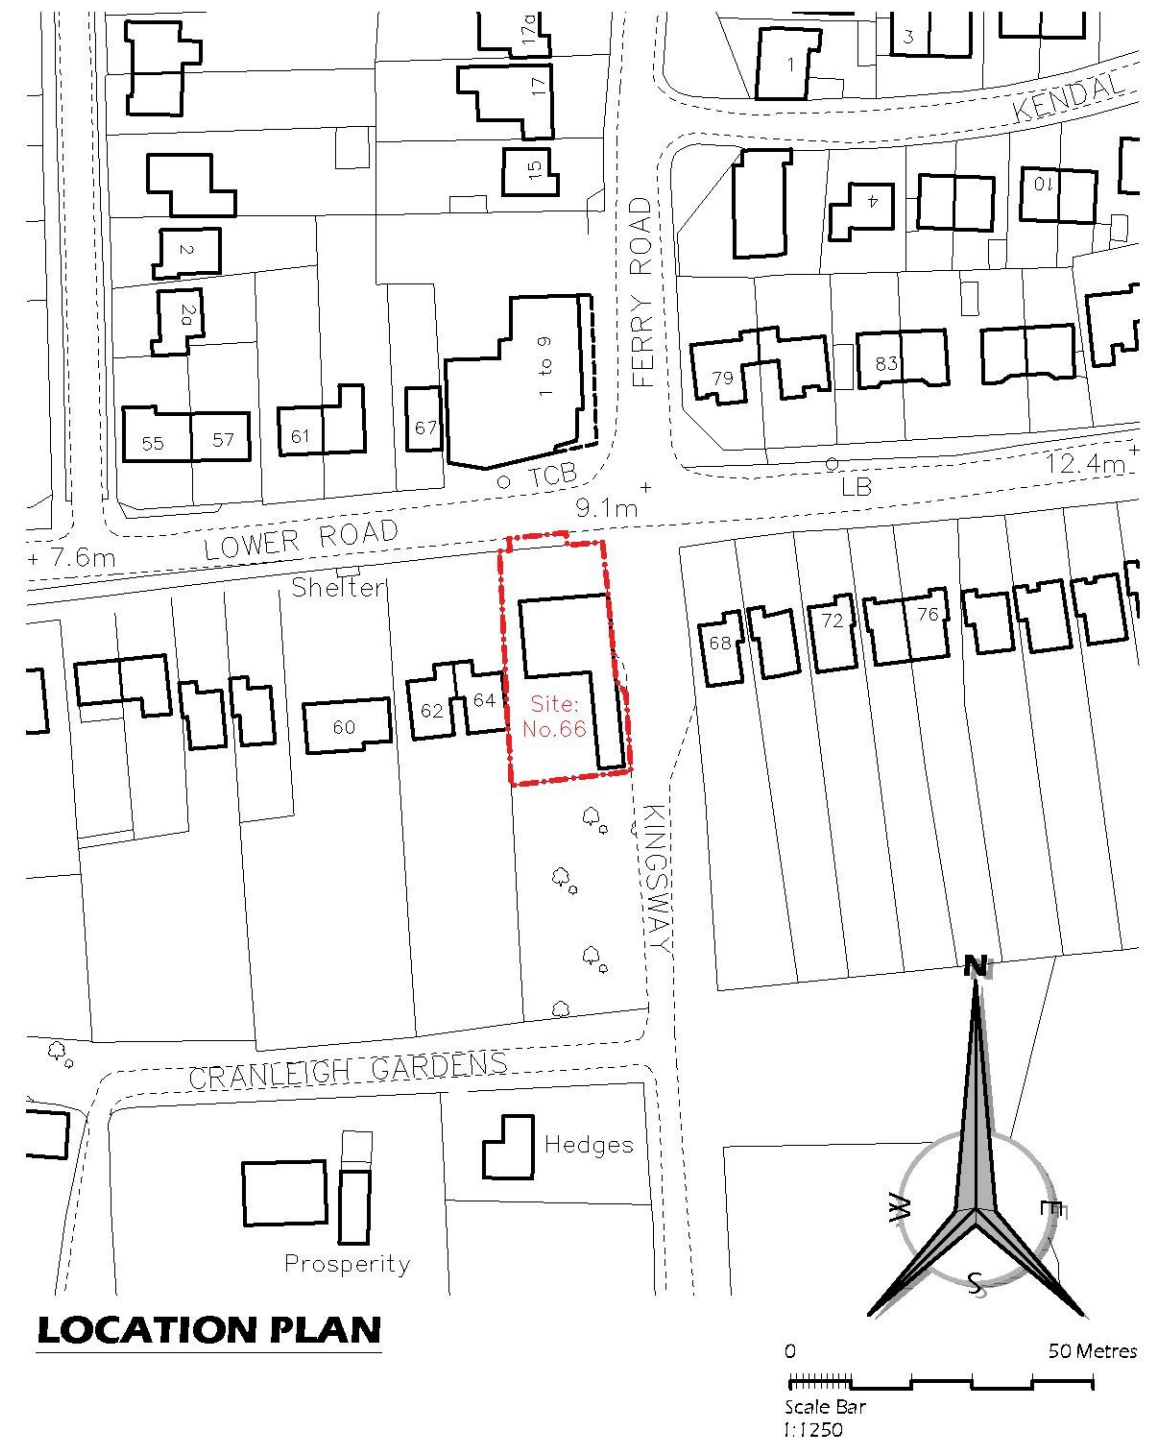 17a
3
1
17
KENDAL
15
10
4
2
FERRY ROAD
2a
1 to 9
83
79
67
61
57
55
12.4m
TCB
LB
9.1m
LOWER ROAD
7.6m
Shelter
68
72
76
60
62
64
Site:
No.66
KINGSWAY
N
CRANLEIGH GARDENS
Hedges
W
E
Prosperity
S
LOCATION PLAN
0
50 Metres
Scale Bar
1:1250